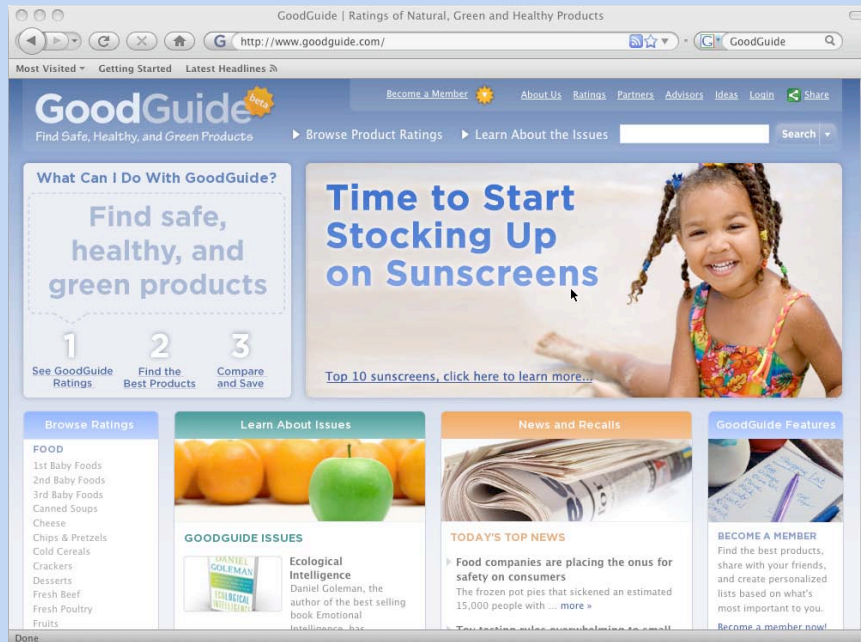 GoodGuide | Ratings of Natural, Green and Healthy Products
G http://www.goodguide.com/
G GoodGuide
Most Visited Getting Started Latest Headlines
Become a Member About Us Ratings Partners Advisors Ideas Login Share
GoodGuide beta
Find Safe, Healthy, and Green Products
Browse Product Ratings Learn About the Issues Search
What Can I Do With GoodGuide?
Find safe,
healthy, and
green products
1 2 3
See GoodGuide Ratings
Find the Best Products
Compare and Save
Time to Start
Stocking Up
on Sunscreens
Top 10 sunscreens, click here to learn more...
Browse Ratings
FOOD
1st Baby Foods
2nd Baby Foods
3rd Baby Foods
Canned Soups
Cheese
Chips & Pretzels
Cold Cereals
Crackers
Desserts
Fresh Beef
Fresh Poultry
Fruits
Learn About Issues
GOODGUIDE ISSUES
DANIEL
GOLEMAN
ECOLOGICAL
INTELLIGENCE
Ecological
Intelligence
Daniel Goleman, the
author of the best selling
book Emotional
Intelligence, has
News and Recalls
TODAY'S TOP NEWS
Food companies are placing the onus for
safety on consumers
The frozen pot pies that sickened an estimated
15,000 people with ... more »
Toy testing rules overwhelming to small
GoodGuide Features
BECOME A MEMBER
Find the best products,
share with your friends,
and create personalized
lists based on what's
most important to you.
Become a member now!
Done